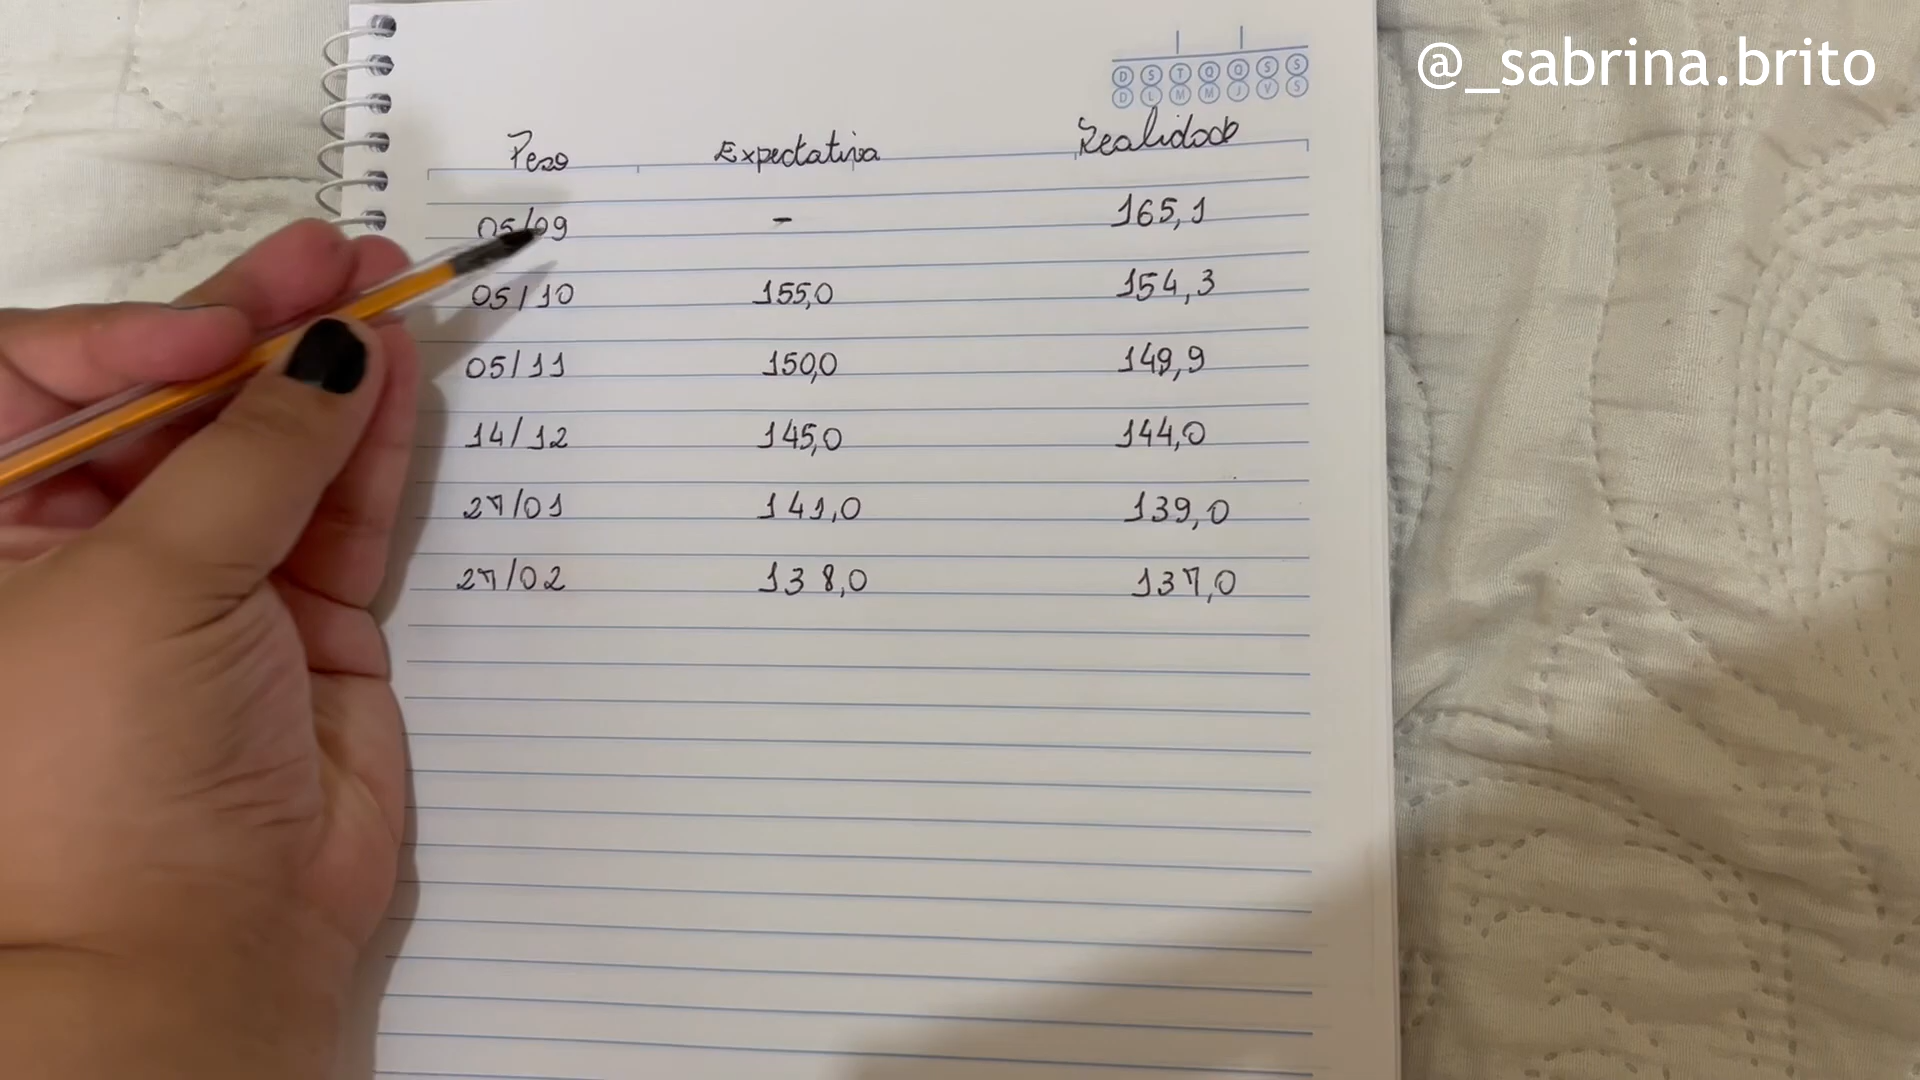 @_sabrina.brito
D S T Q Q S S
D L M M J V S
Peso Expectativa Realidade
05/09 - 165,1
05/10 155,0 154,3
05/11 150,0 149,9
14/12 145,0 144,0
27/01 141,0 139,0
27/02 138,0 137,0